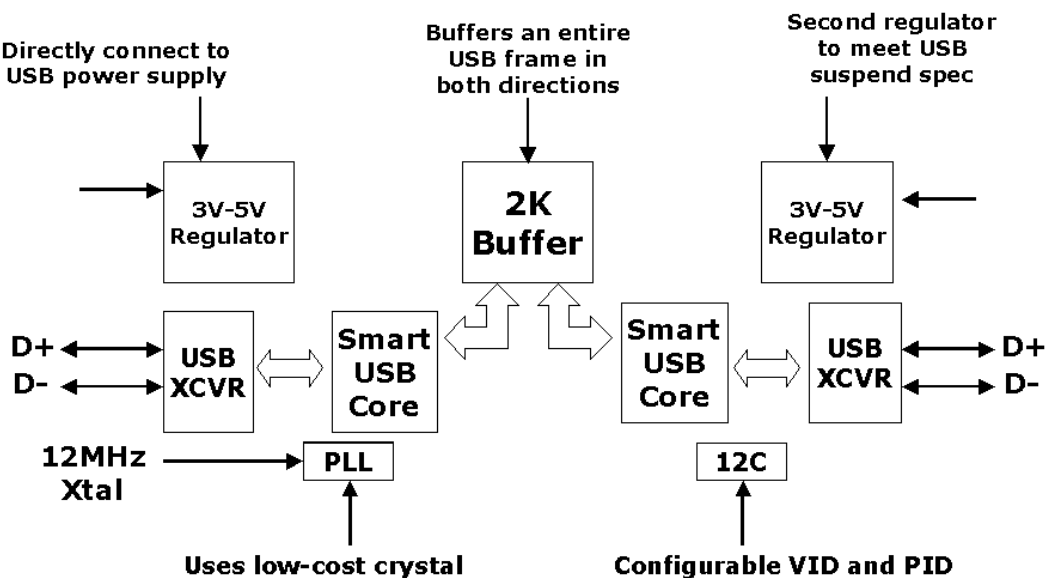 Directly connect to
USB power supply
Buffers an entire
USB frame in
both directions
Second regulator
to meet USB
suspend spec
3V-5V
Regulator
2K
Buffer
3V-5V
Regulator
D+
D-
USB
XCVR
Smart
USB
Core
Smart
USB
Core
USB
XCVR
D+
D-
12MHz
Xtal
PLL
12C
Uses low-cost crystal
Configurable VID and PID